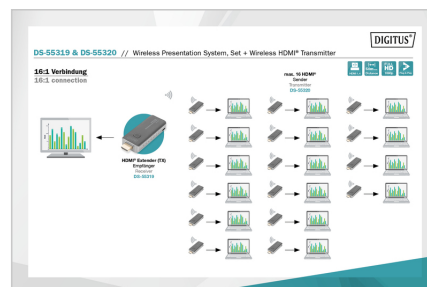 DIGITUS®
DS-55319 & DS-55320 // Wireless Presentation System, Set + Wireless HDMI® Transmitter
16:1 Verbindung
16:1 connection
max. 16 HDMI®
Sender
Transmitter
DS-55320
HD
HDMI® Extender (TX)
Empfänger
Receiver
DS-55319